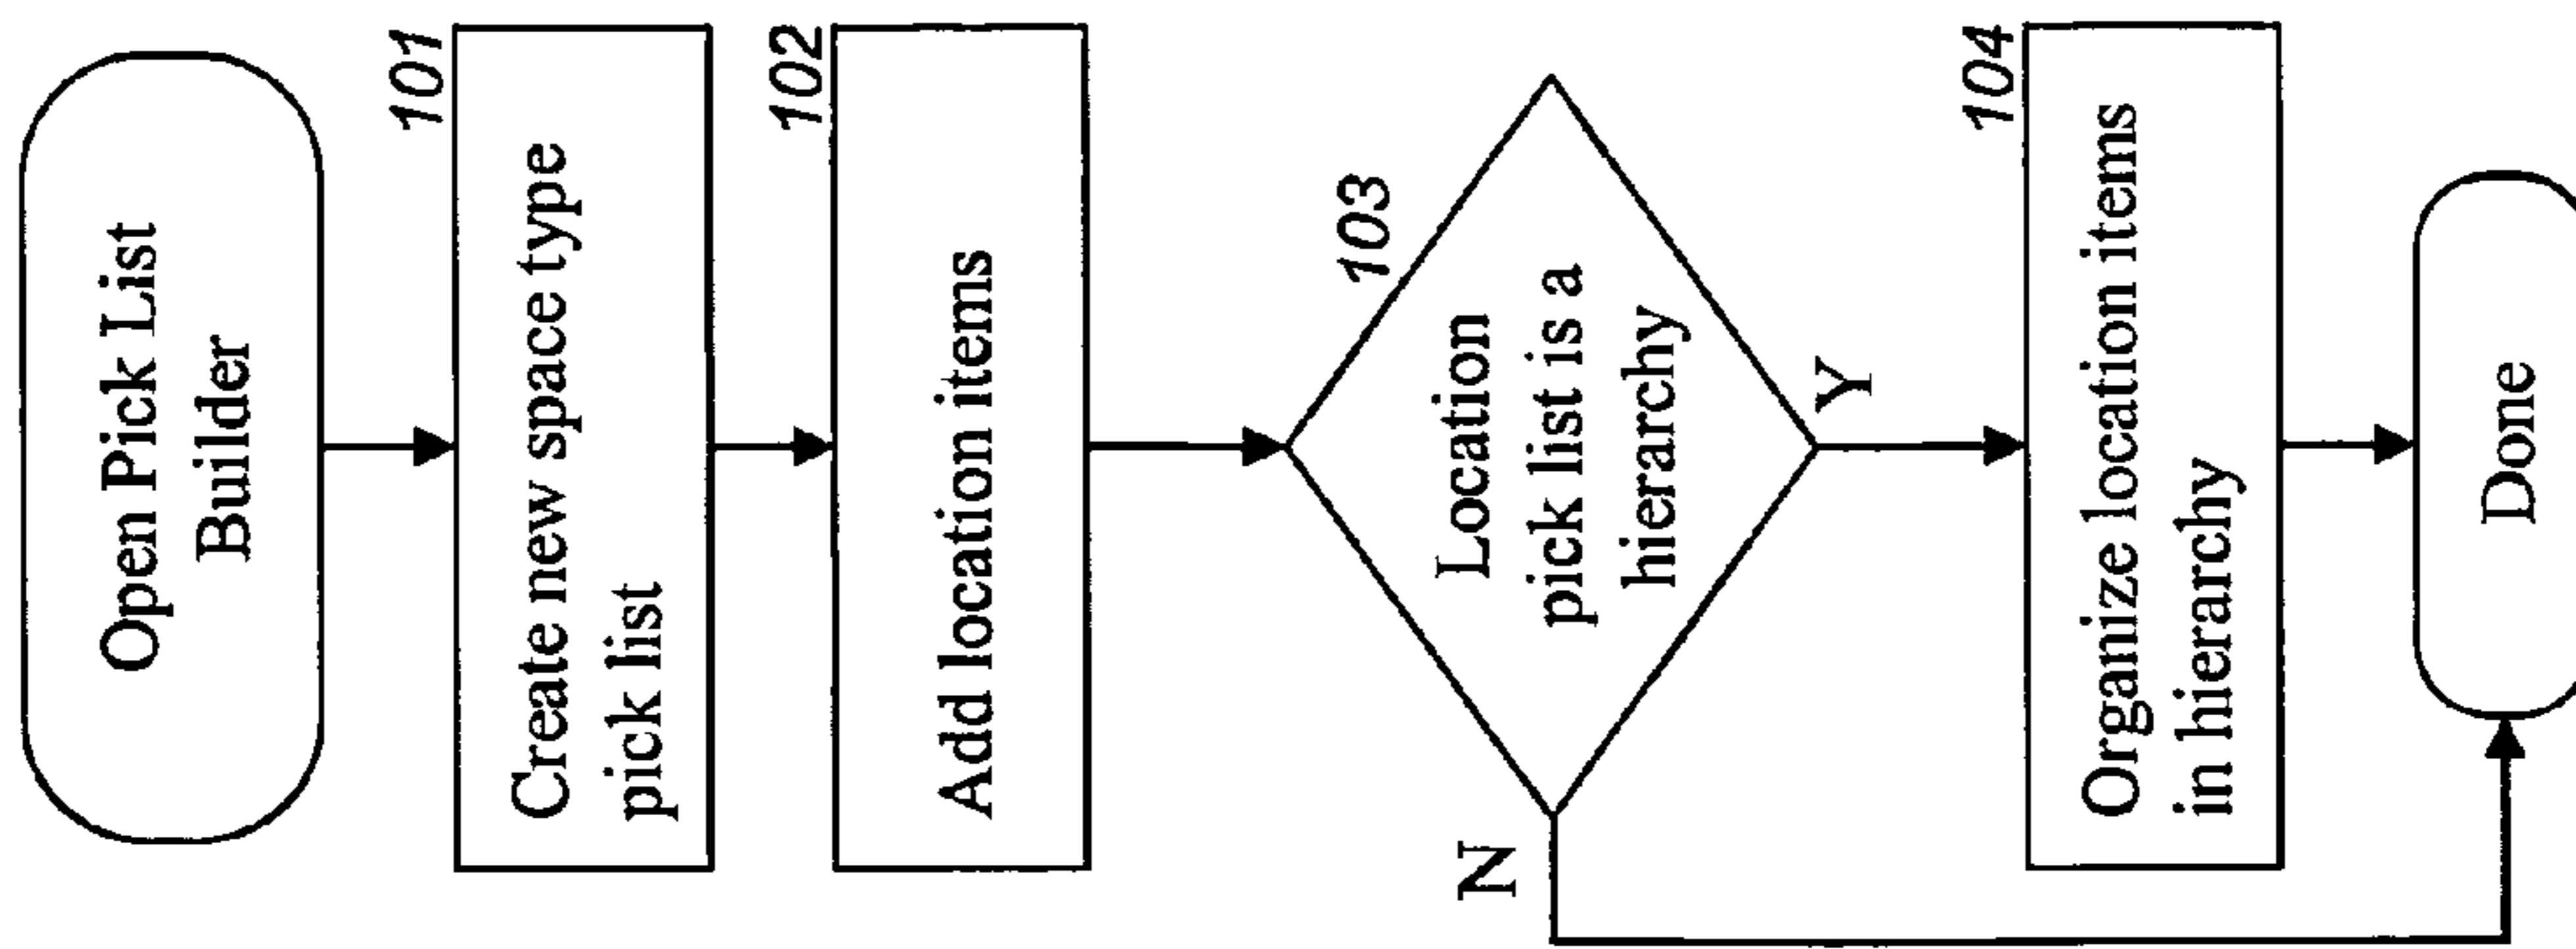 Open Pick List
Builder
101
Create new space type
pick list
102
Add location items
103
Location
pick list is a
hierarchy
N
Y
104
Organize location items
in hierarchy
Done